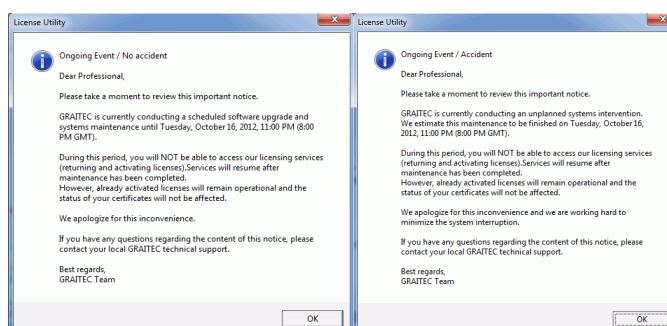 License Utility
Ongoing Event / No accident
Dear Professional,
Please take a moment to review this important notice.
GRAITEC is currently conducting a scheduled software upgrade and
systems maintenance until Tuesday, October 16, 2012, 11:00 PM (8:00
PM GMT).
During this period, you will NOT be able to access our licensing services
(returning and activating licenses).Services will resume after
maintenance has been completed.
However, already activated licenses will remain operational and the
status of your certificates will not be affected.
We apologize for this inconvenience.
If you have any questions regarding the content of this notice, please
contact your local GRAITEC technical support.
Best regards,
GRAITEC Team
OK
License Utility
Ongoing Event / Accident
Dear Professional,
Please take a moment to review this important notice.
GRAITEC is currently conducting an unplanned systems intervention.
We estimate this maintenance to be finished on Tuesday, October 16,
2012, 11:00 PM (8:00 PM GMT).
During this period, you will NOT be able to access our licensing services
(returning and activating licenses).Services will resume after
maintenance has been completed.
However, already activated licenses will remain operational and the
status of your certificates will not be affected.
We apologize for this inconvenience and we are working hard to
minimize the system interruption.
If you have any questions regarding the content of this notice, please
contact your local GRAITEC technical support.
Best regards,
GRAITEC Team
OK